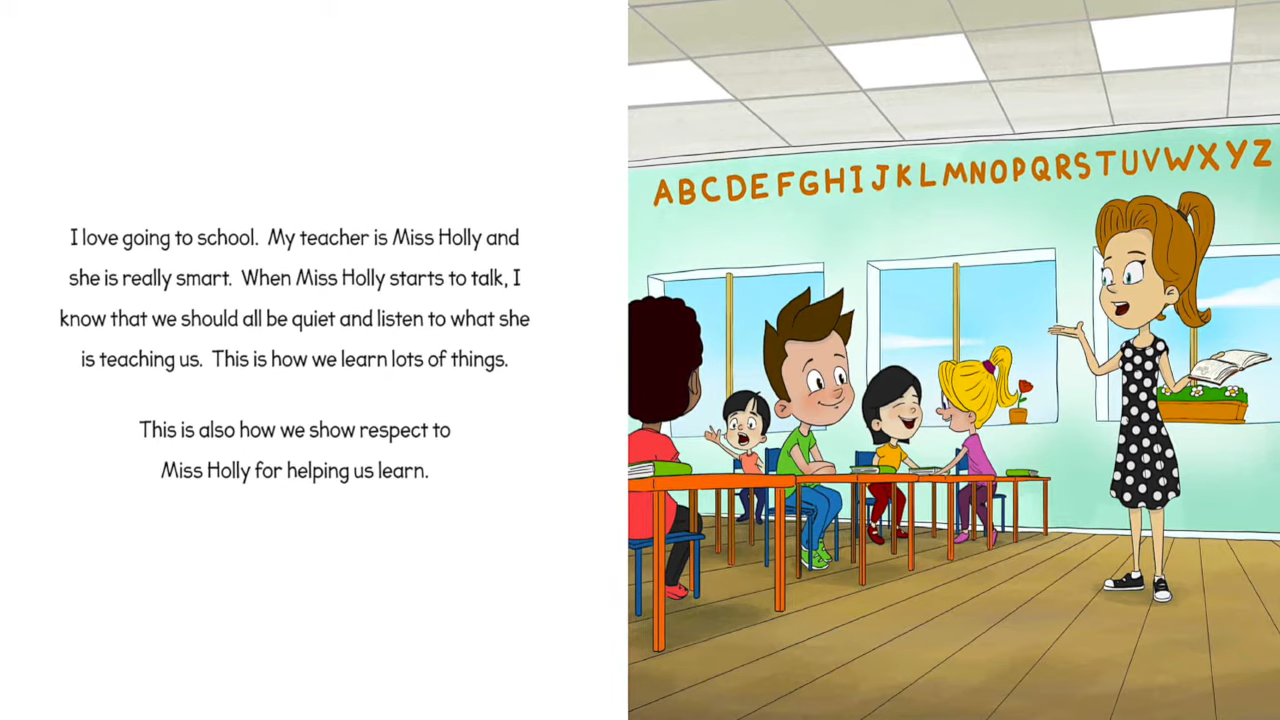 I love going to school. My teacher is Miss Holly and
she is really smart. When Miss Holly starts to talk, I
know that we should all be quiet and listen to what she
is teaching us. This is how we learn lots of things.
This is also how we show respect to
Miss Holly for helping us learn.
ABCDEFGHIJKLMNOPQRSTUVWXYZ